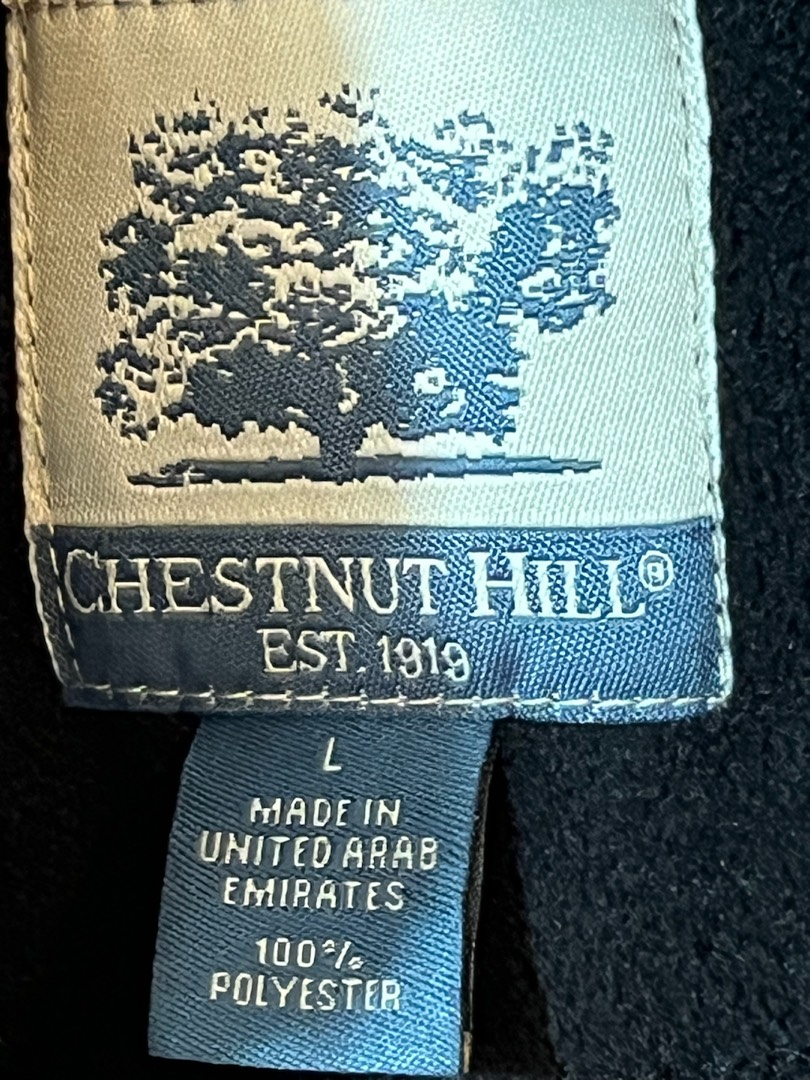 CHESTNUT HILL®
EST. 1919
L
MADE IN
UNITED ARAB
EMIRATES
100%
POLYESTER